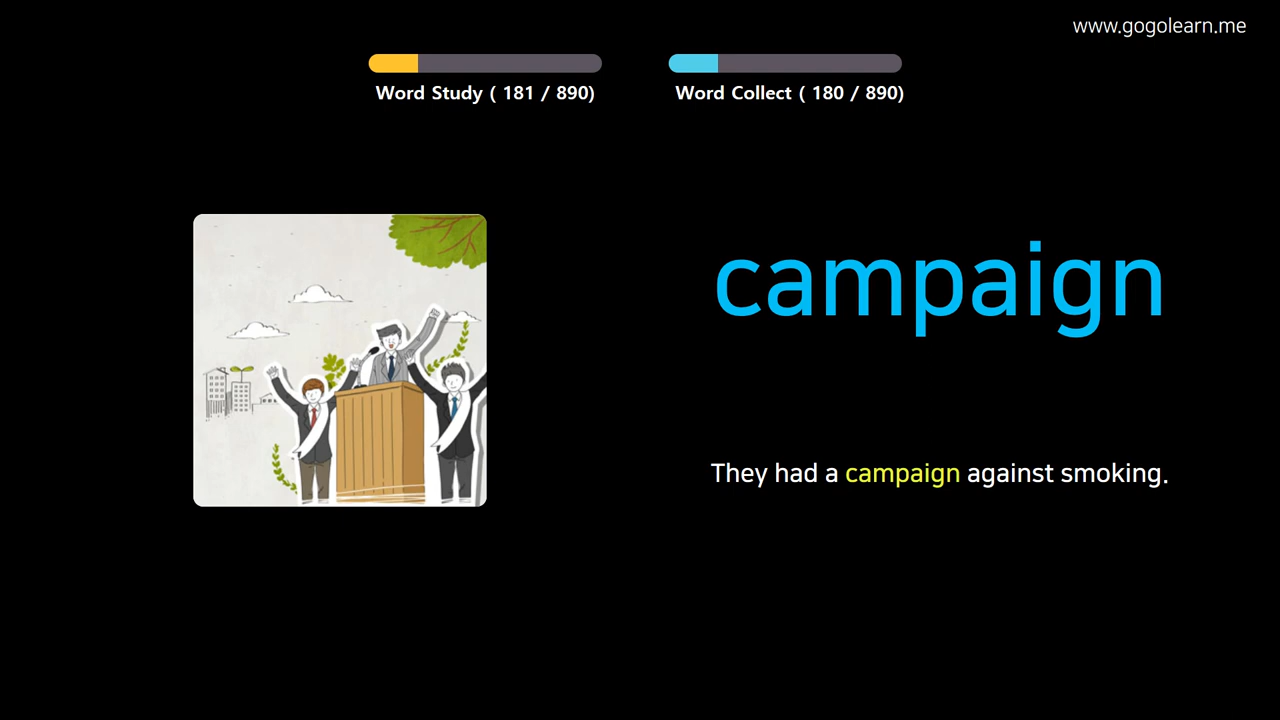 www.gogolearn.me
Word Study ( 181 / 890)
Word Collect ( 180 / 890)
campaign
They had a campaign against smoking.